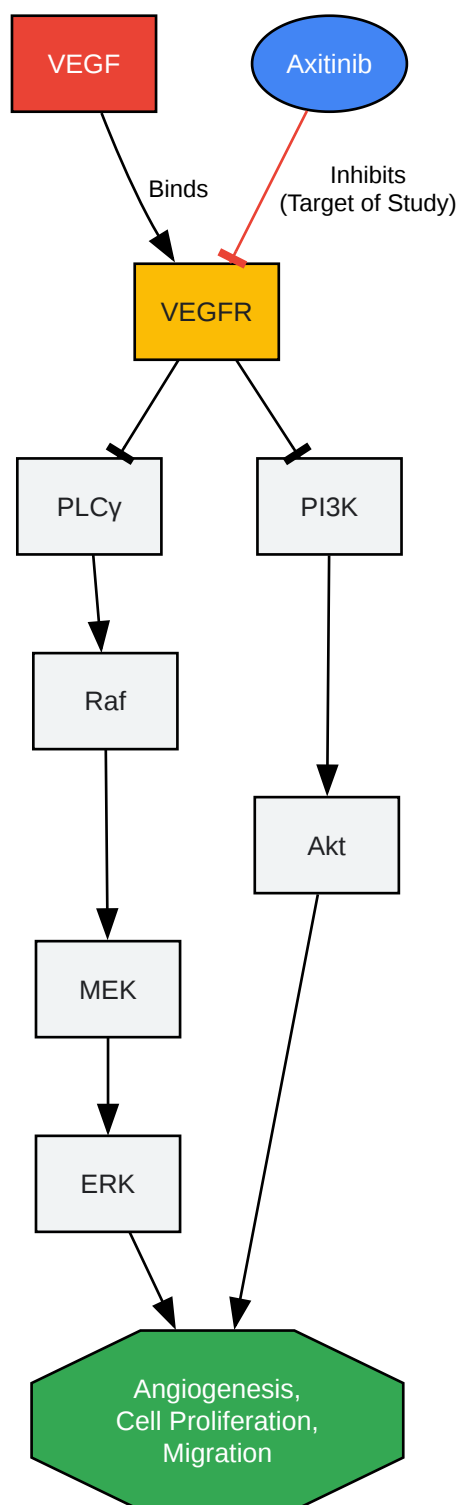 VEGF
Axitinib
Binds
Inhibits
(Target of Study)
VEGFR
PLCγ
PI3K
Raf
Akt
MEK
ERK
Angiogenesis,
Cell Proliferation,
Migration